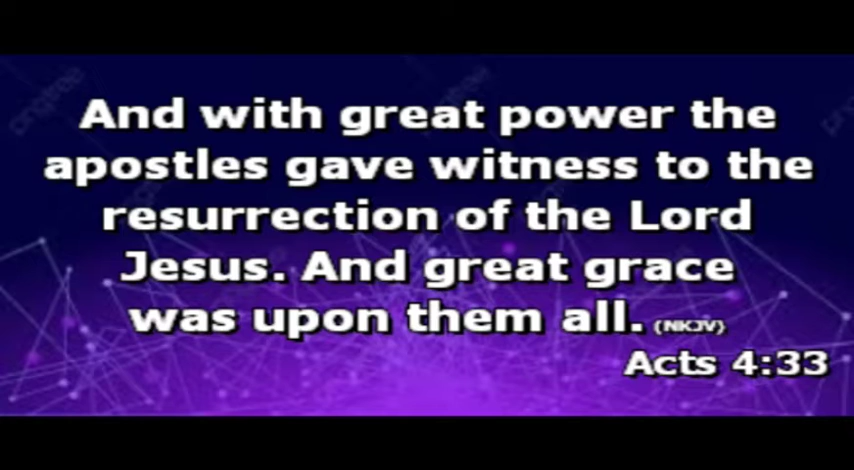 And with great power the
apostles gave witness to the
resurrection of the Lord
Jesus. And great grace
was upon them all. (NKJV)
Acts 4:33